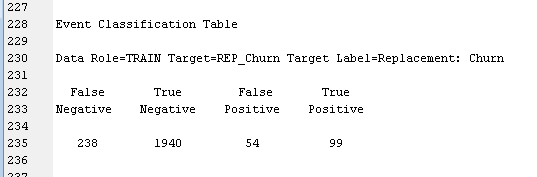 227
228 Event Classification Table
229
230 Data Role=TRAIN Target=REP_Churn Target Label=Replacement: Churn
231
232 False True False True
233 Negative Negative Positive Positive
234
235 238 1940 54 99
236
237